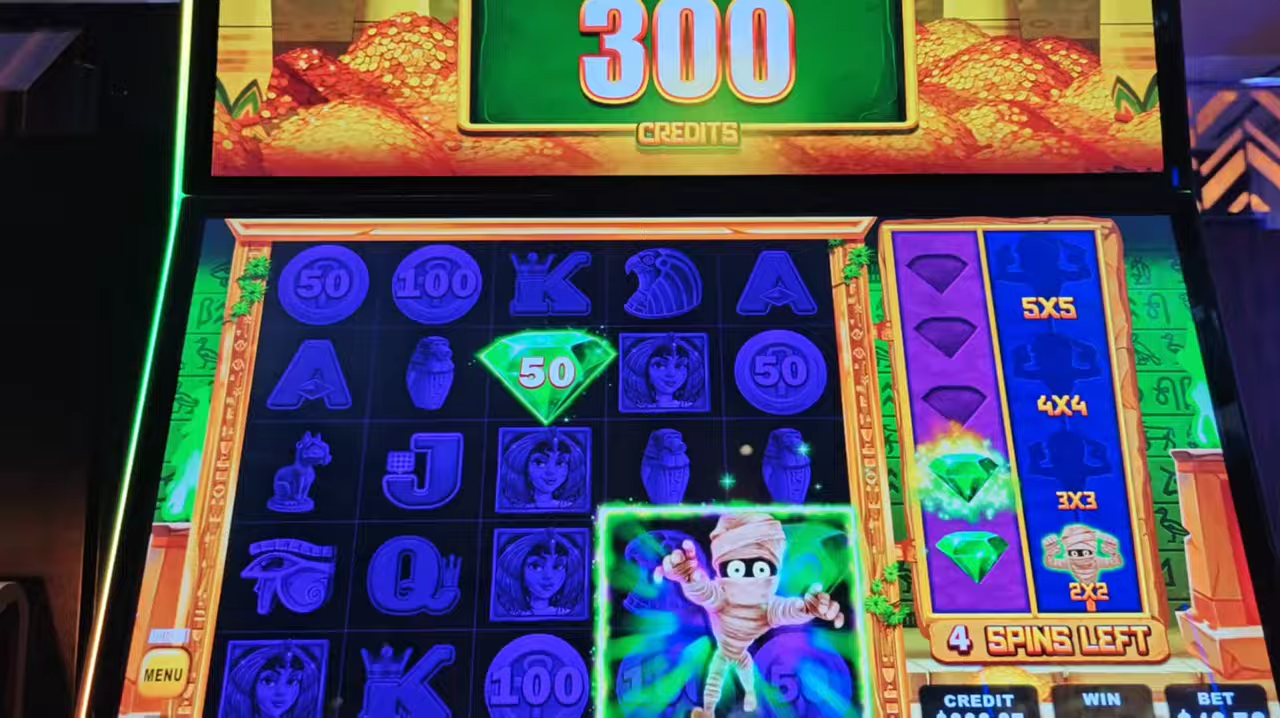 300
CREDITS
50 100 K A
A 50 50
J
Q
K 100
5X5
4X4
3X3
2X2
4 SPINS LEFT
MENU
CREDIT WIN BET